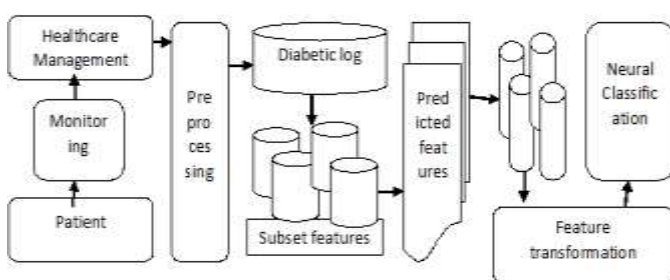 Healthcare
Management
Monitor
ing
Patient
Pre
pro
ces
sing
Diabetic log
Subset features
Pred
icted feat
ures
Neural
Classific
ation
Feature
transformation